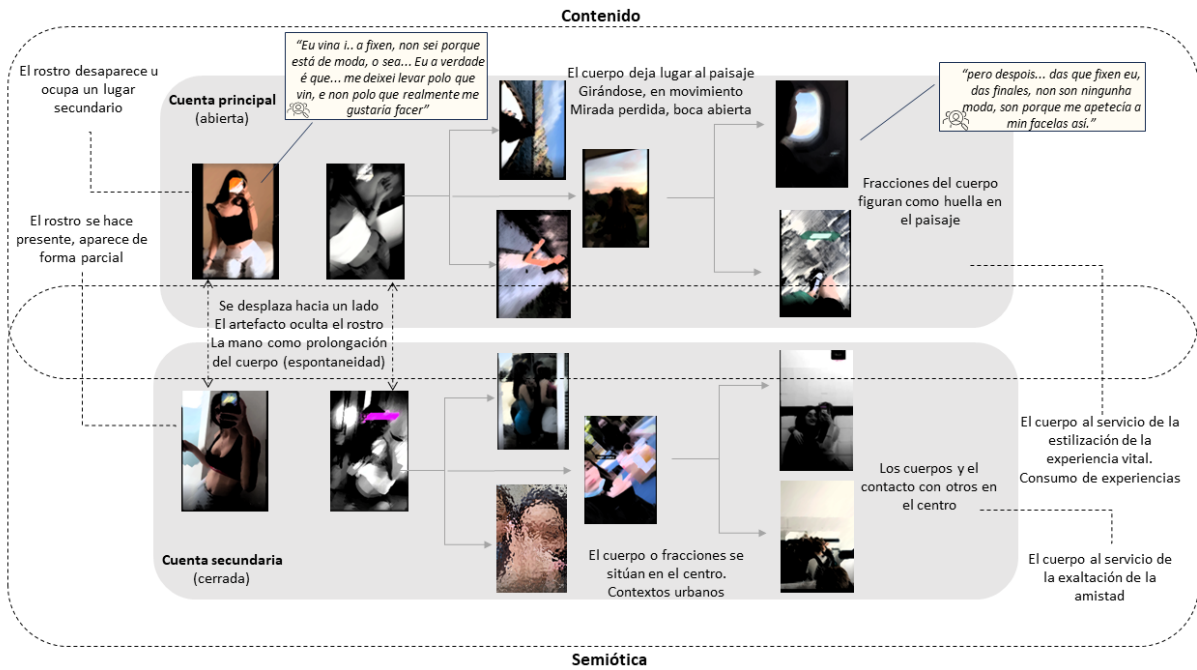 Contenido
El rostro desaparece u
ocupa un lugar
secundario
Cuenta principal
(abierta)
“Eu vina i.. a fixen, non sei porque
está de moda, o sea... Eu a verdade
é que... me deixei levar polo que
vin, e non polo que realmente me
gustaría facer”
El cuerpo deja lugar al paisaje
Girándose, en movimiento
Mirada perdida, boca abierta
“pero despois... das que fixen eu,
das finales, non son ningunha
moda, son porque me apetecía a
min facelas así.”
Fracciones del cuerpo
figuran como huella en
el paisaje
El rostro se hace
presente, aparece de
forma parcial
Se desplaza hacia un lado
El artefacto oculta el rostro
La mano como prolongación
del cuerpo (espontaneidad)
El cuerpo al servicio de la
estilización de la
experiencia vital.
Consumo de experiencias
Los cuerpos y el
contacto con otros en
el centro
Cuenta secundaria
(cerrada)
El cuerpo o fracciones se
sitúan en el centro.
Contextos urbanos
El cuerpo al servicio de
la exaltación de la
amistad
Semiótica